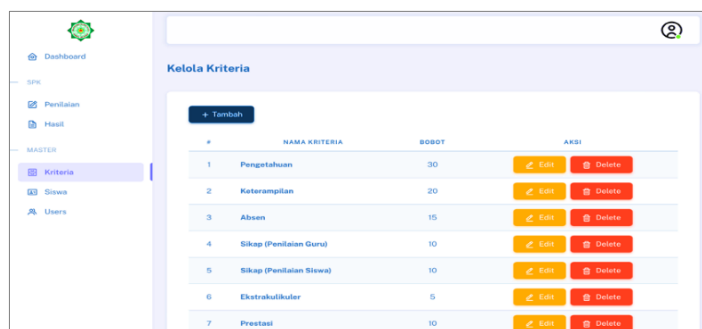 Dashboard
SPK
Penilaian
Hasil
MASTER
Kriteria
Siswa
Users
Kelola Kriteria
+ Tambah
# NAMA KRITERIA BOBOT AKSI
1 Pengetahuan 30 Edit Delete
2 Keterampilan 20 Edit Delete
3 Absen 15 Edit Delete
4 Sikap (Penilaian Guru) 10 Edit Delete
5 Sikap (Penilaian Siswa) 10 Edit Delete
6 Ekstrakulikuler 5 Edit Delete
7 Prestasi 10 Edit Delete